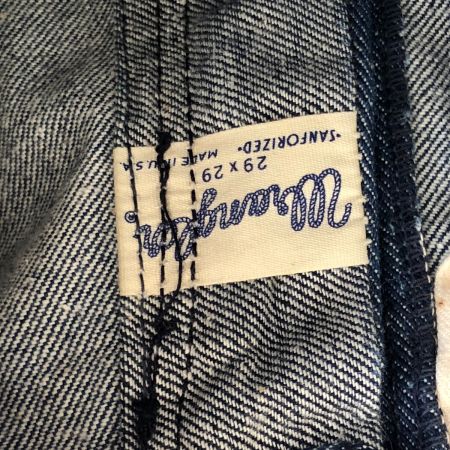 Wrangler®
29 x 29
"SANFORIZED" MADE IN U.S.A.